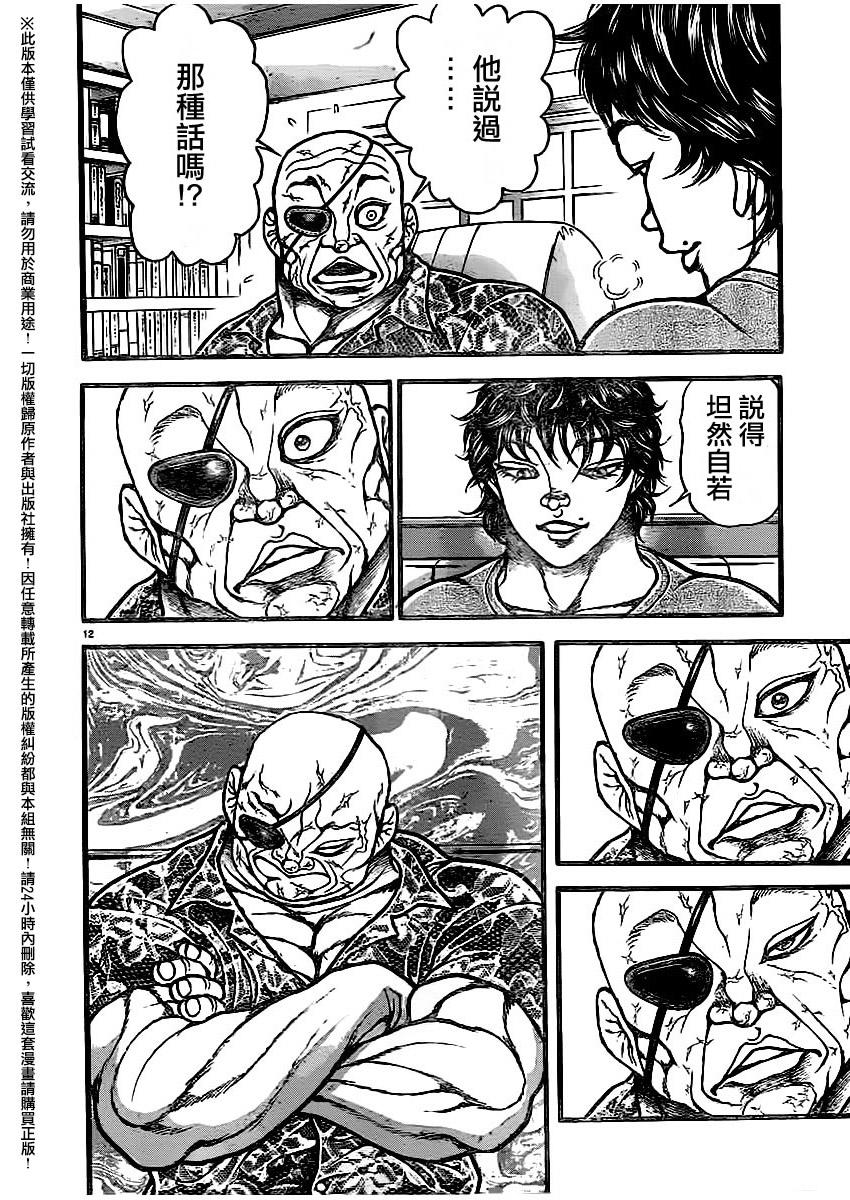 他説過
……
那種話嗎!?
説得
坦然自若
12
※此版本僅供學習試看交流，請勿用於商業用途！一切版權歸原作者與出版社擁有！因任意轉載所產生的版權糾紛都與本組無關！請24小時內刪除，喜歡這套漫畫請購買正版！